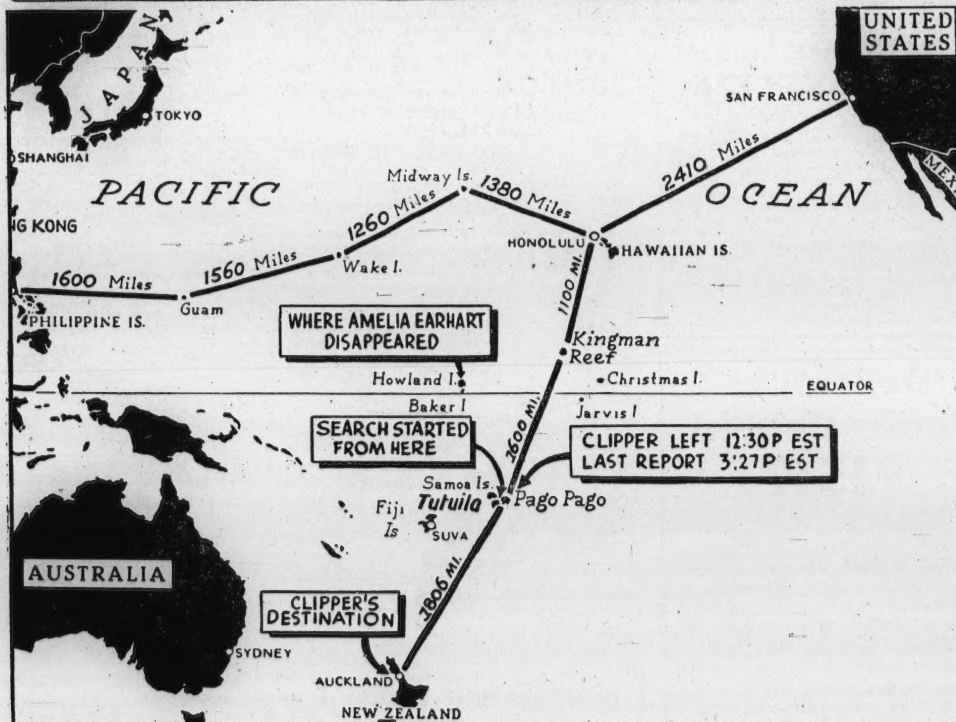 UNITED
STATES
JAPAN
TOKYO
SAN FRANCISCO
SHANGHAI
PACIFIC
OCEAN
MEX
Midway Is.
1380 Miles
2410 Miles
1260 Miles
NG KONG
HONOLULU
HAWAIIAN IS.
Wake I.
1560 Miles
1600 Miles
Guam
PHILIPPINE IS.
1100 MI.
WHERE AMELIA EARHART
DISAPPEARED
Kingman
Reef
Howland I.
Christmas I.
EQUATOR
Baker I
Jarvis I
1600 MI.
SEARCH STARTED
FROM HERE
CLIPPER LEFT 12:30P EST
LAST REPORT 3:27P EST
Samoa Is.
Tutuila
Pago Pago
Fiji
Is
SUVA
AUSTRALIA
1806 MI.
CLIPPER'S
DESTINATION
SYDNEY
AUCKLAND
NEW ZEALAND